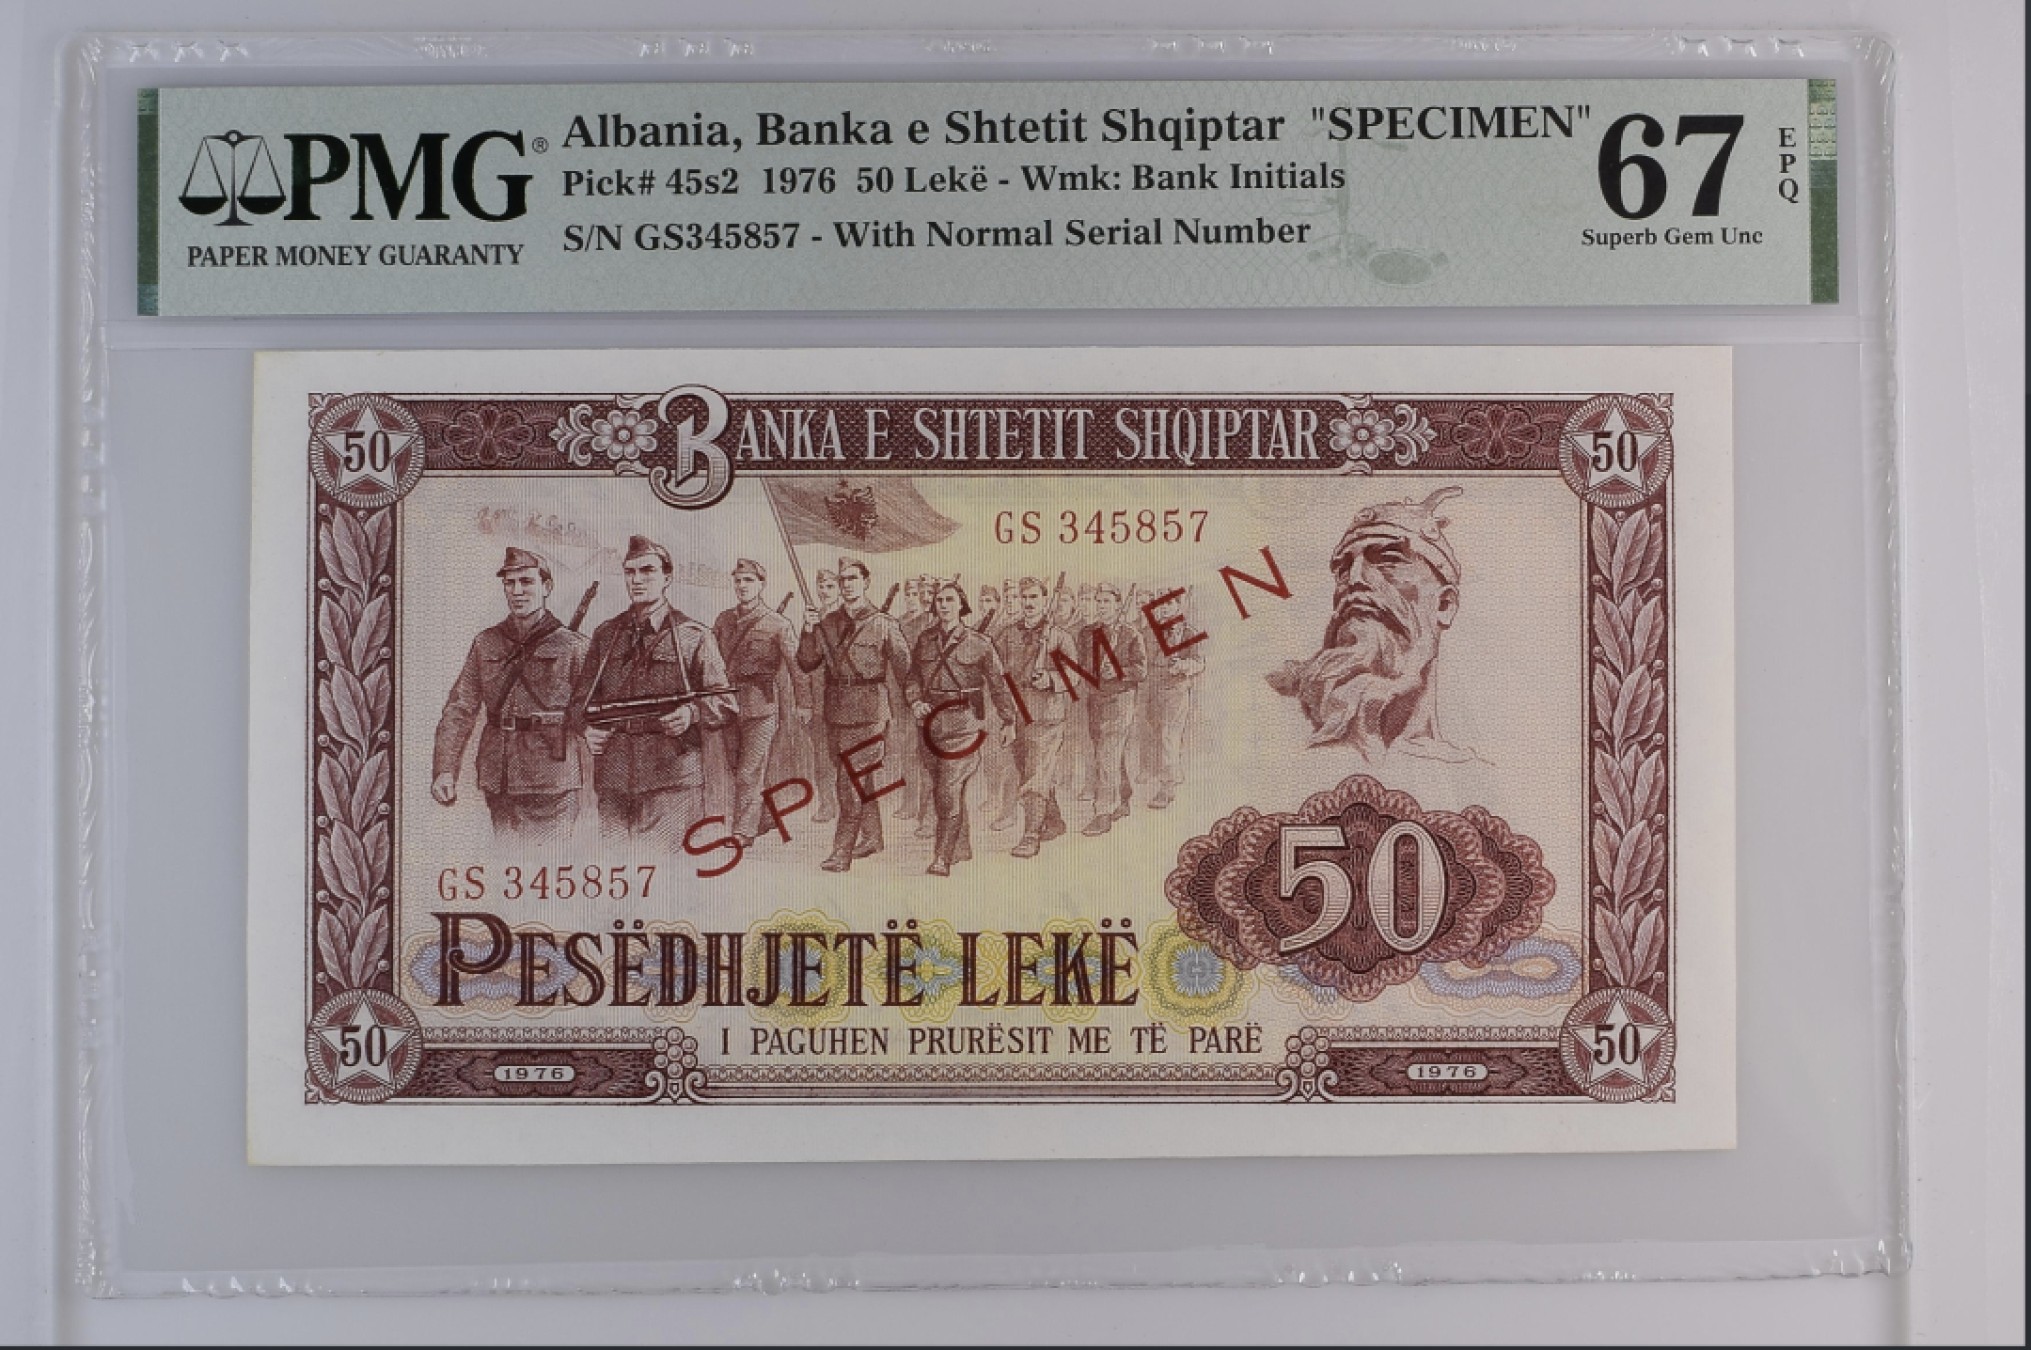 PMG®
PAPER MONEY GUARANTY
Albania, Banka e Shtetit Shqiptar "SPECIMEN"
Pick# 45s2 1976 50 Lekë - Wmk: Bank Initials
S/N GS345857 - With Normal Serial Number
67
EPQ
Superb Gem Unc
50
BANKA E SHTETIT SHQIPTAR
50
GS 345857
SPECIMEN
GS 345857
50
PESËDHJETË LEKË
I PAGUHEN PRURËSIT ME TË PARË
50
1976
1976
50